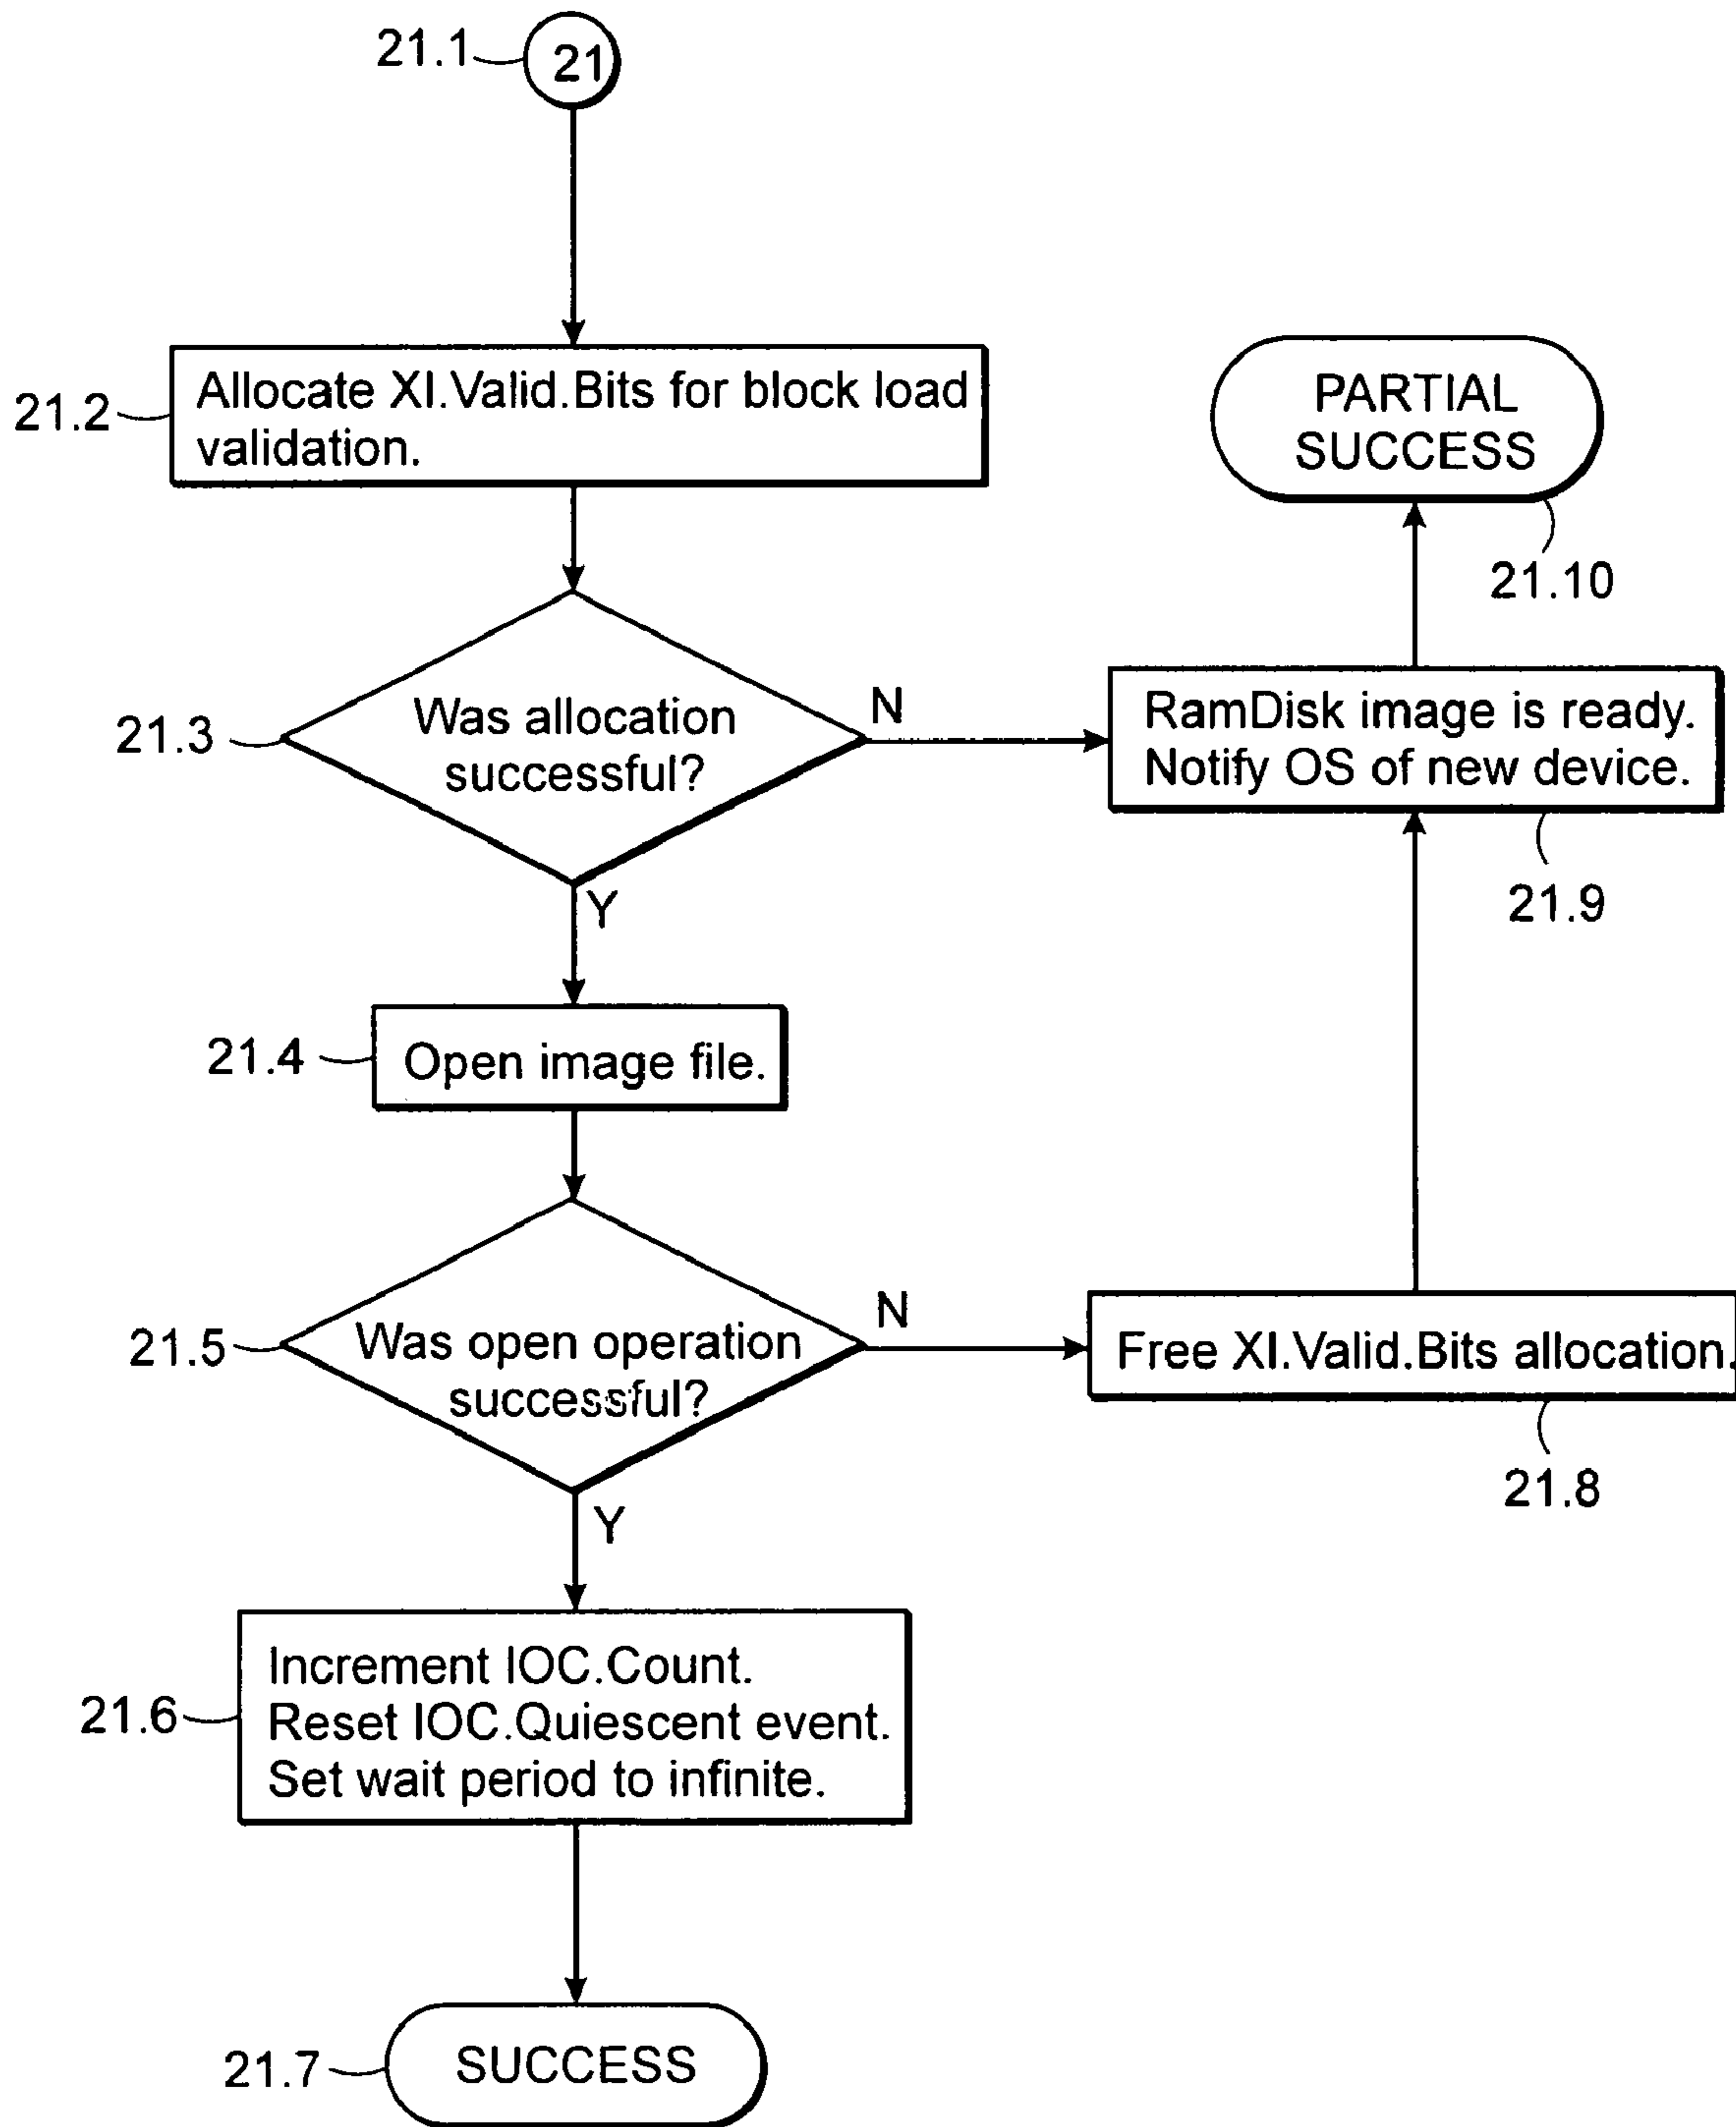 21.1
21
21.2
Allocate XI.Valid.Bits for block load
validation.
PARTIAL
SUCCESS
21.10
21.3
Was allocation
successful?
N
Y
RamDisk image is ready.
Notify OS of new device.
21.9
21.4
Open image file.
21.5
Was open operation
successful?
N
Y
Free XI.Valid.Bits allocation.
21.8
21.6
Increment IOC.Count.
Reset IOC.Quiescent event.
Set wait period to infinite.
21.7
SUCCESS